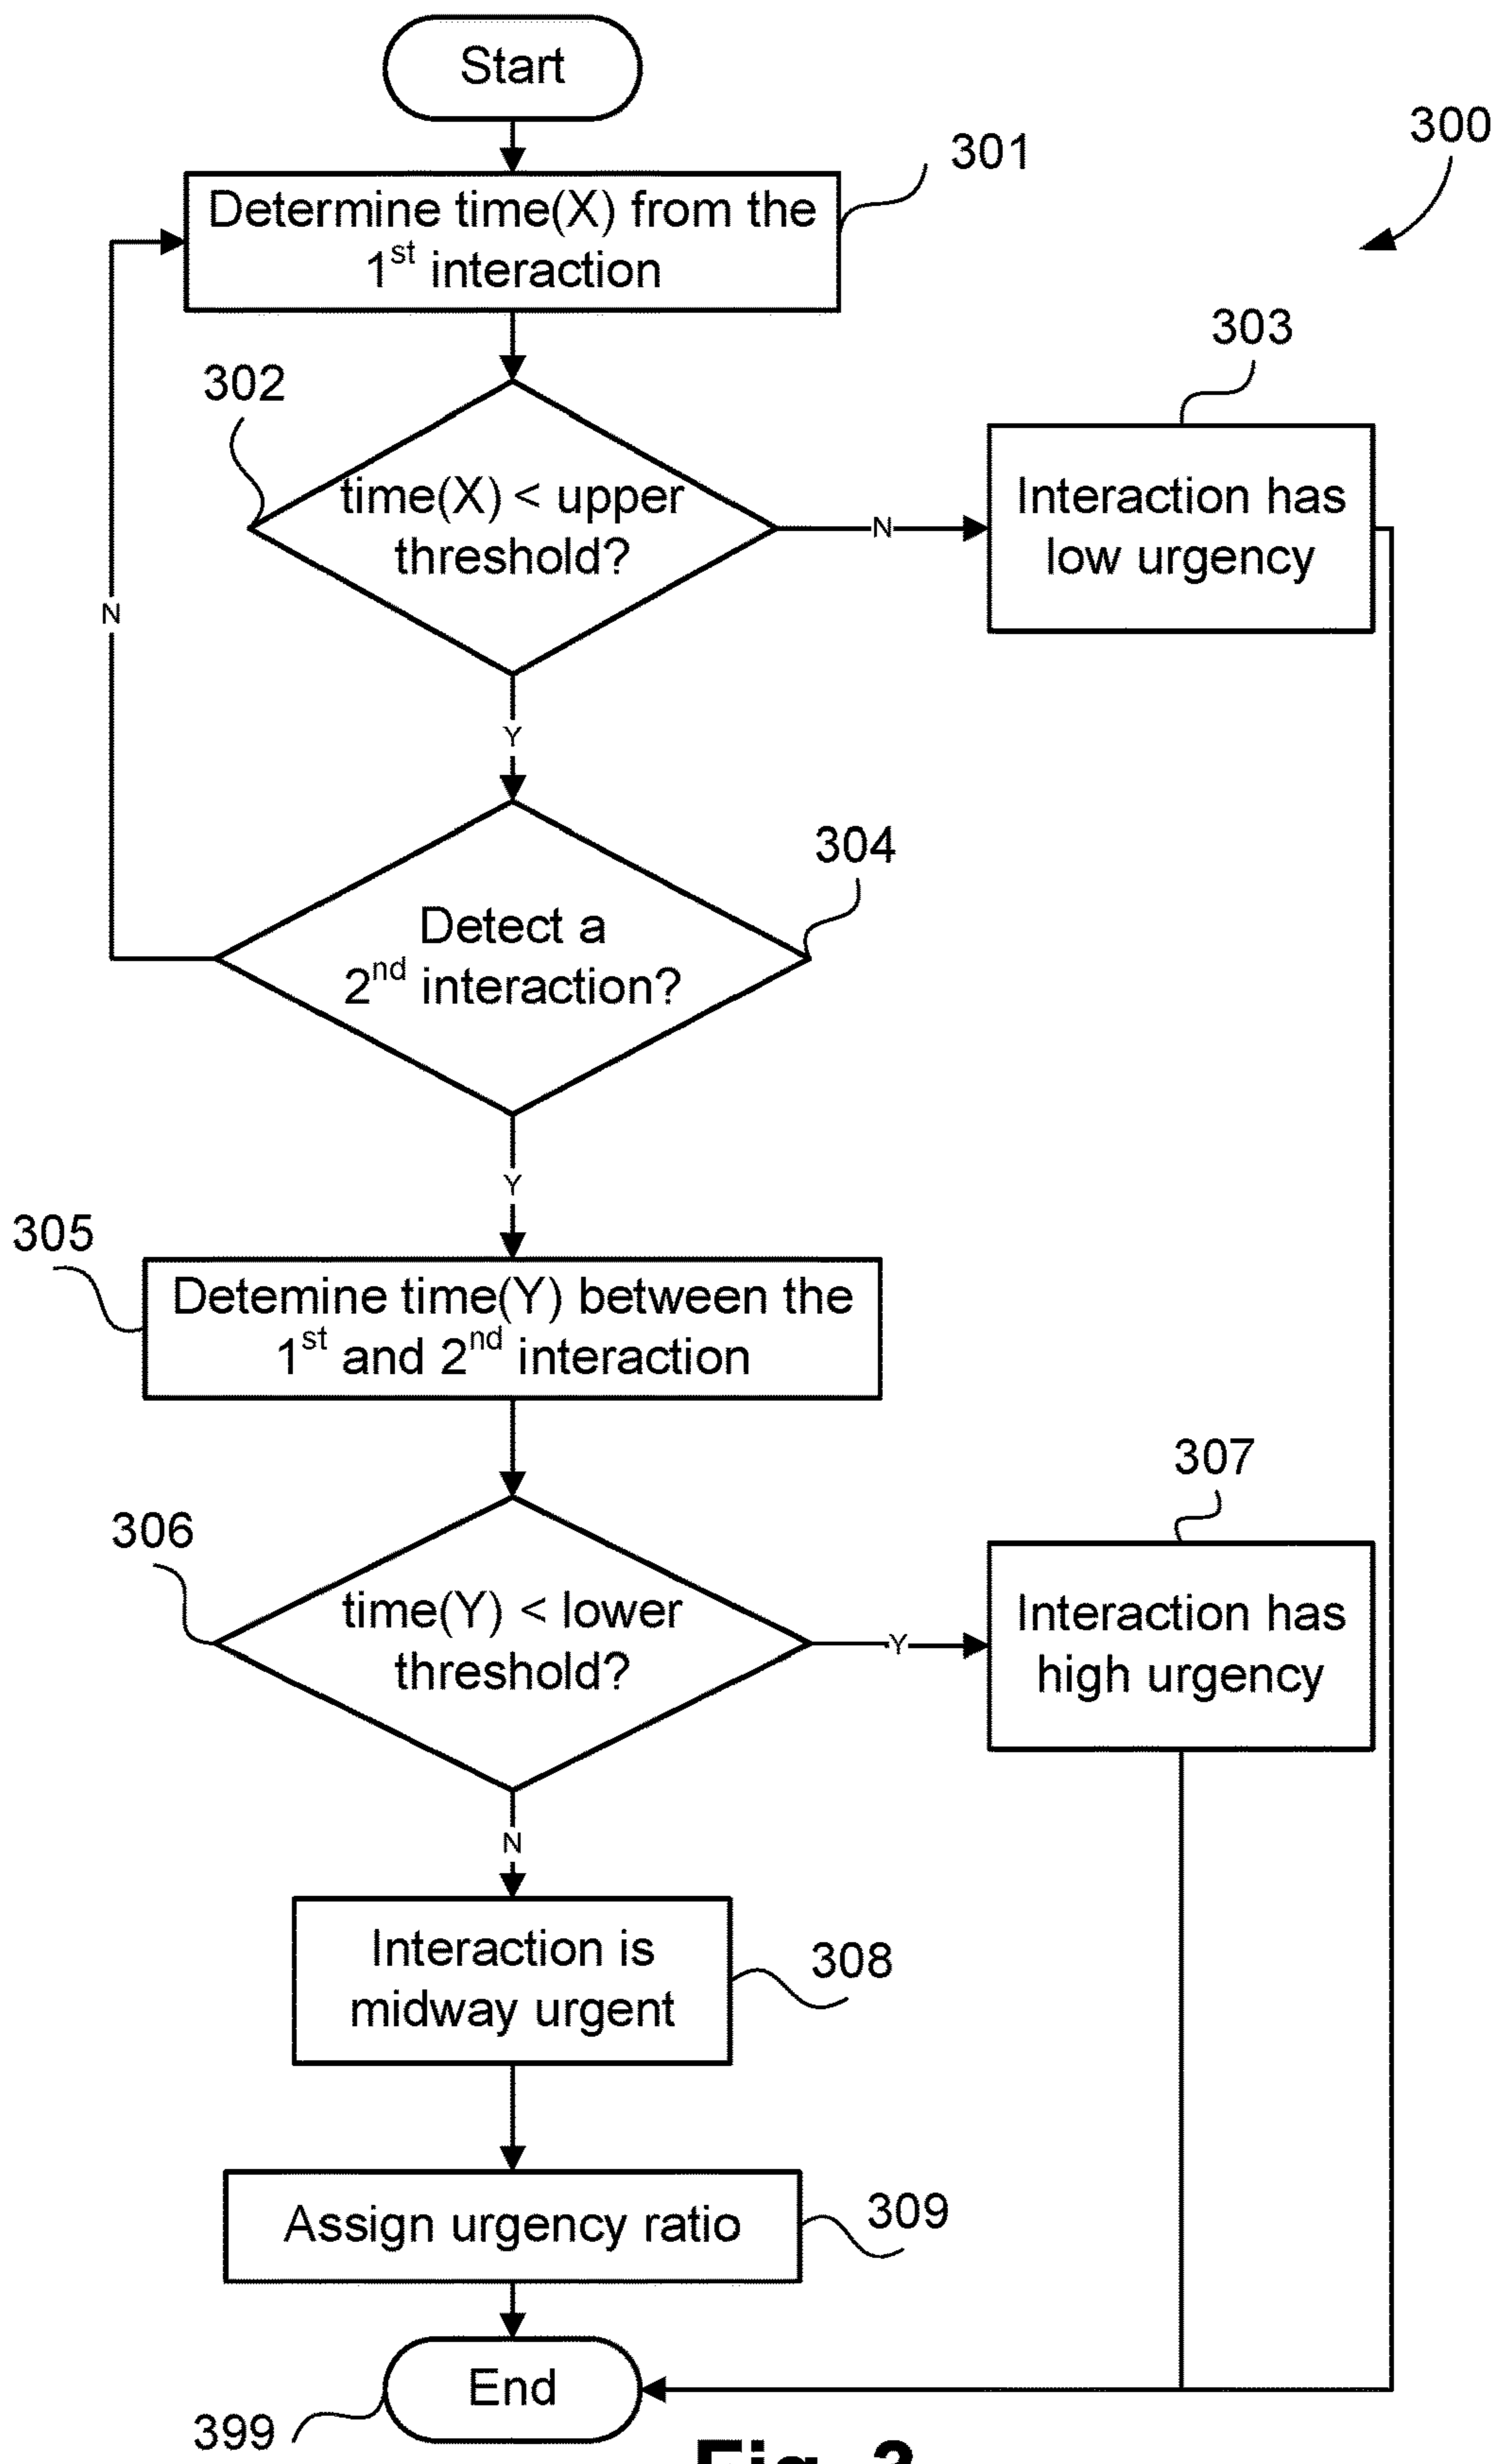 Start
300
301
Determine time(X) from the
1st interaction
303
302
time(X) < upper
threshold?
N
Interaction has
low urgency
N
Y
304
Detect a
2nd interaction?
Y
305
Detemine time(Y) between the
1st and 2nd interaction
307
306
time(Y) < lower
threshold?
Y
Interaction has
high urgency
N
Interaction is
midway urgent
308
Assign urgency ratio
309
End
399